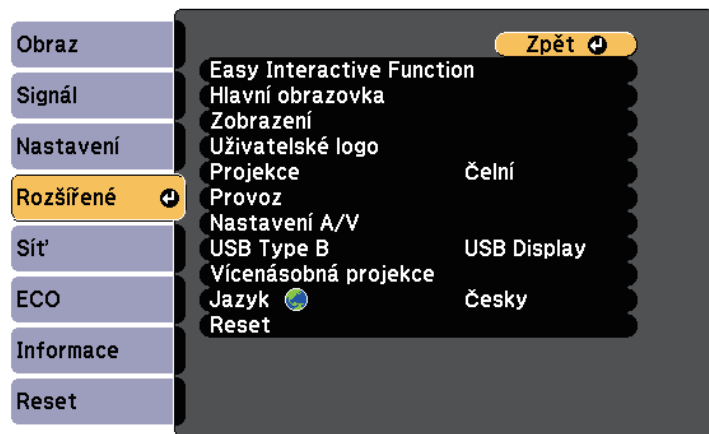 Obraz
Signál
Nastavení
Rozšířené
Síť
ECO
Informace
Reset
Zpět
Easy Interactive Function
Hlavní obrazovka
Zobrazení
Uživatelské logo
Projekce Čelní
Provoz
Nastavení A/V
USB Type B USB Display
Vícenásobná projekce
Jazyk Česky
Reset